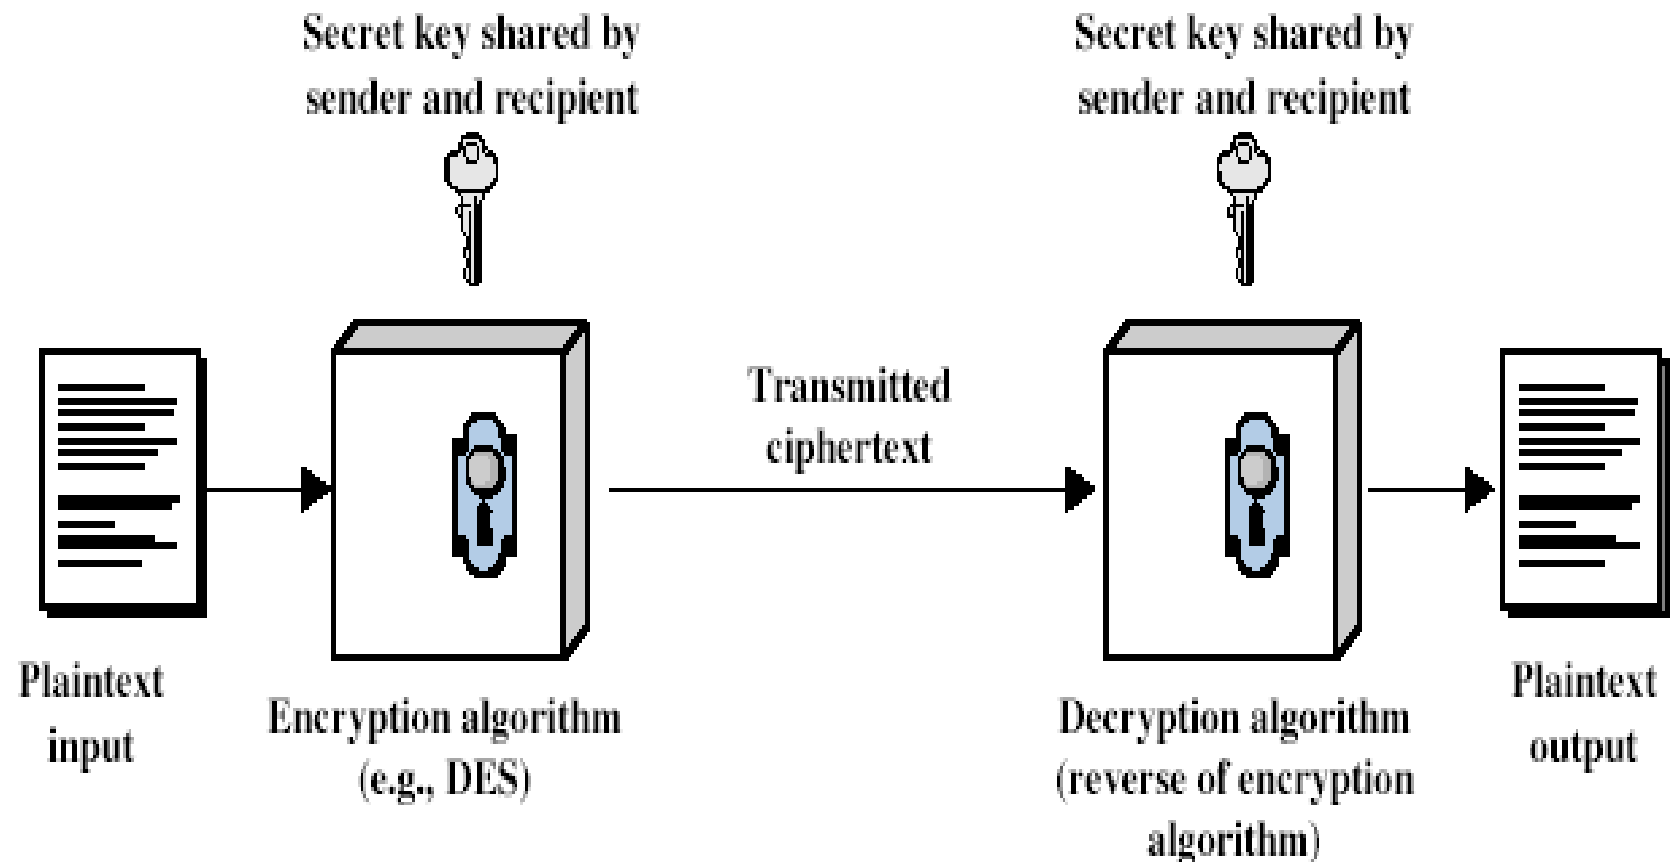 Secret key shared by
sender and recipient
Secret key shared by
sender and recipient
Transmitted
ciphertext
Plaintext
input
Encryption algorithm
(e.g., DES)
Decryption algorithm
(reverse of encryption
algorithm)
Plaintext
output